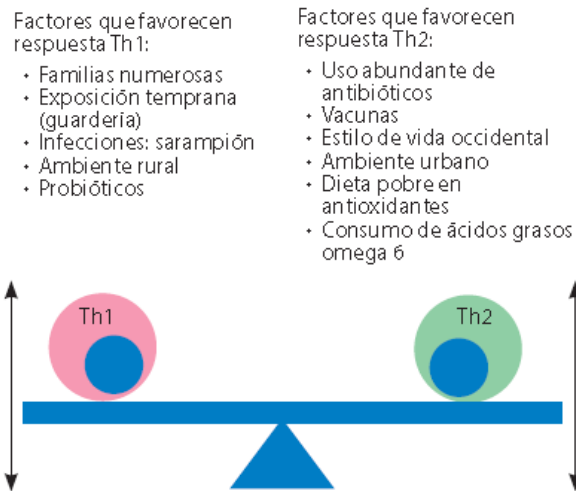 Factores que favorecen
respuesta Th1:
• Familias numerosas
• Exposición temprana
(guardería)
• Infecciones: sarampión
• Ambiente rural
• Probióticos
Factores que favorecen
respuesta Th2:
• Uso abundante de
antibióticos
• Vacunas
• Estilo de vida occidental
• Ambiente urbano
• Dieta pobre en
antioxidantes
• Consumo de ácidos grasos
omega 6
Th1
Th2